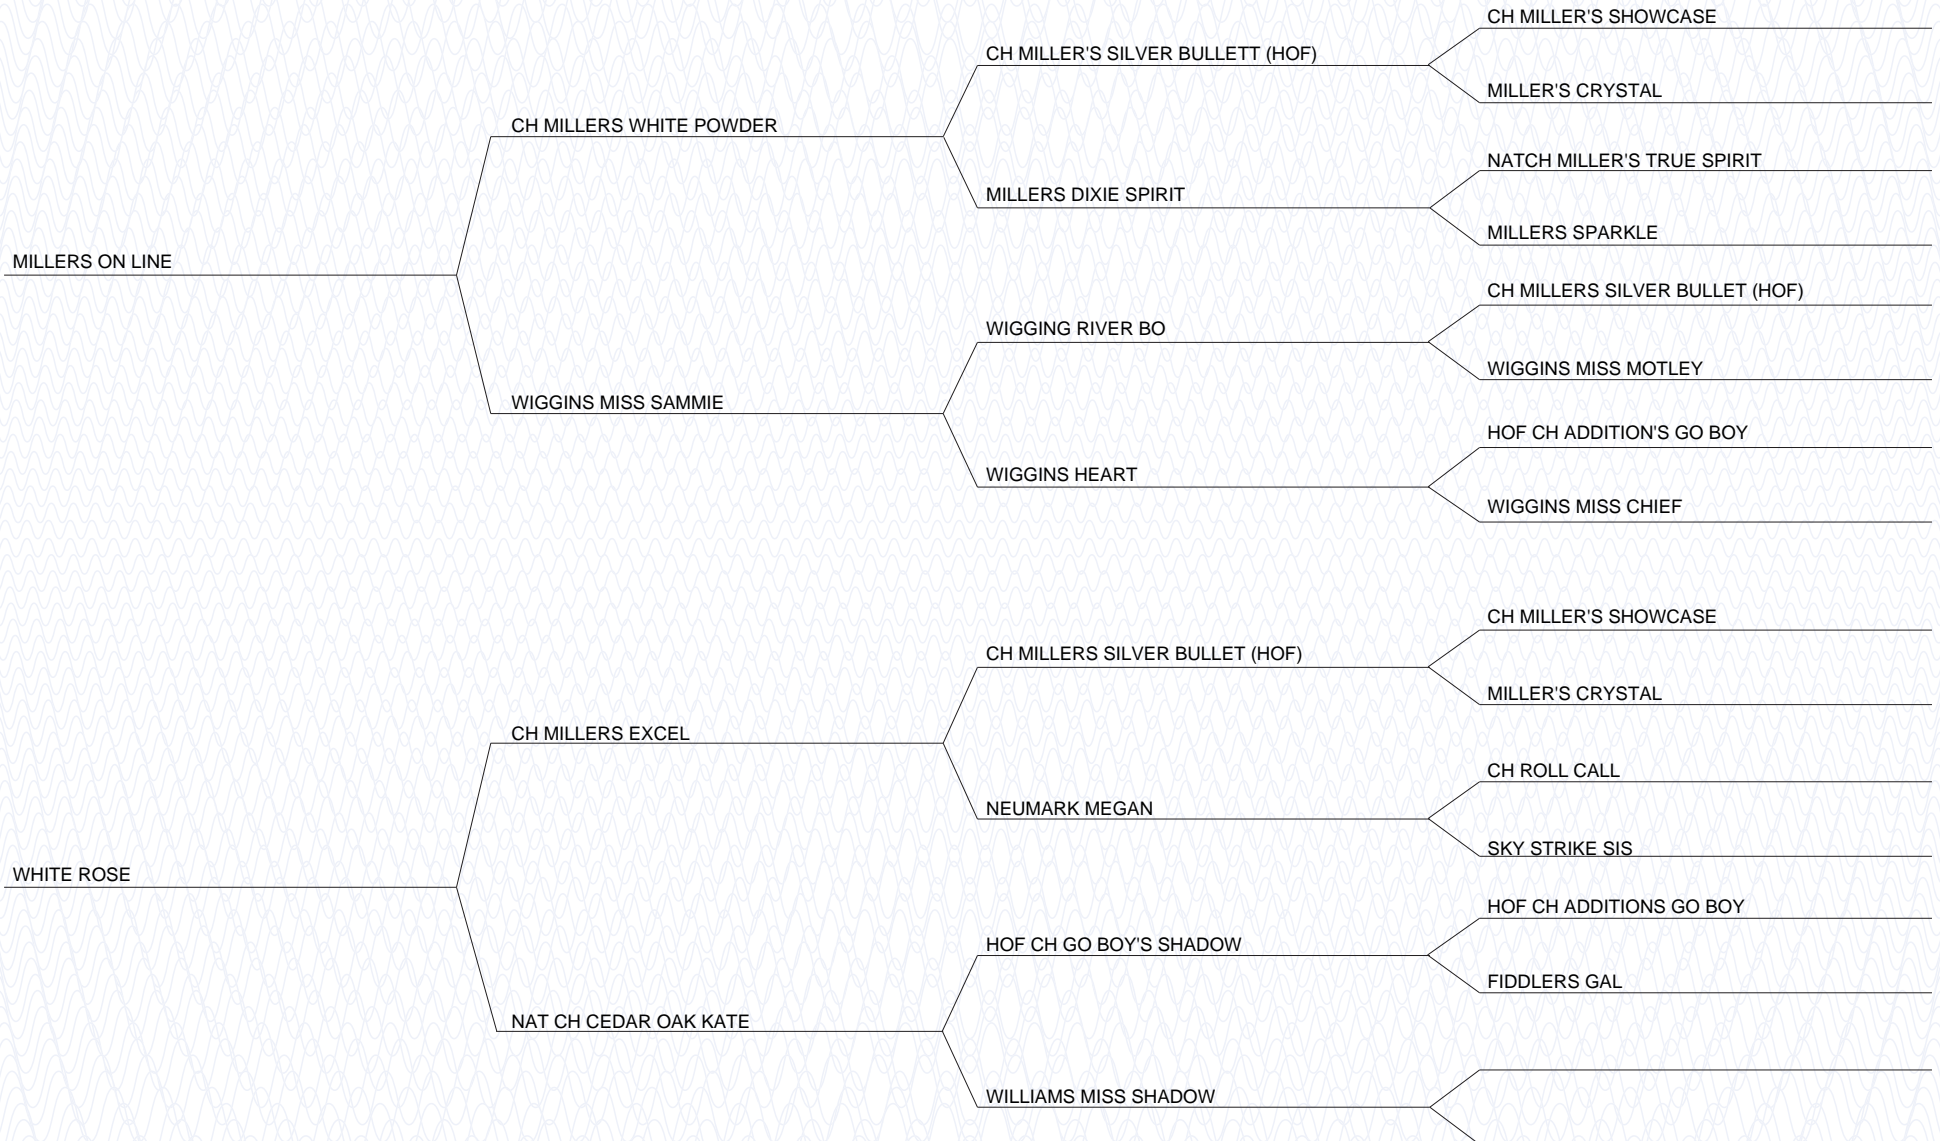 CH MILLER'S SHOWCASE
CH MILLER'S SILVER BULLETT (HOF)
MILLER'S CRYSTAL
CH MILLERS WHITE POWDER
NATCH MILLER'S TRUE SPIRIT
MILLERS DIXIE SPIRIT
MILLERS SPARKLE
MILLERS ON LINE
CH MILLERS SILVER BULLET (HOF)
WIGGING RIVER BO
WIGGINS MISS MOTLEY
WIGGINS MISS SAMMIE
HOF CH ADDITION'S GO BOY
WIGGINS HEART
WIGGINS MISS CHIEF
CH MILLER'S SHOWCASE
CH MILLERS SILVER BULLET (HOF)
MILLER'S CRYSTAL
CH MILLERS EXCEL
CH ROLL CALL
NEUMARK MEGAN
SKY STRIKE SIS
WHITE ROSE
HOF CH ADDITIONS GO BOY
HOF CH GO BOY'S SHADOW
FIDDLERS GAL
NAT CH CEDAR OAK KATE
WILLIAMS MISS SHADOW